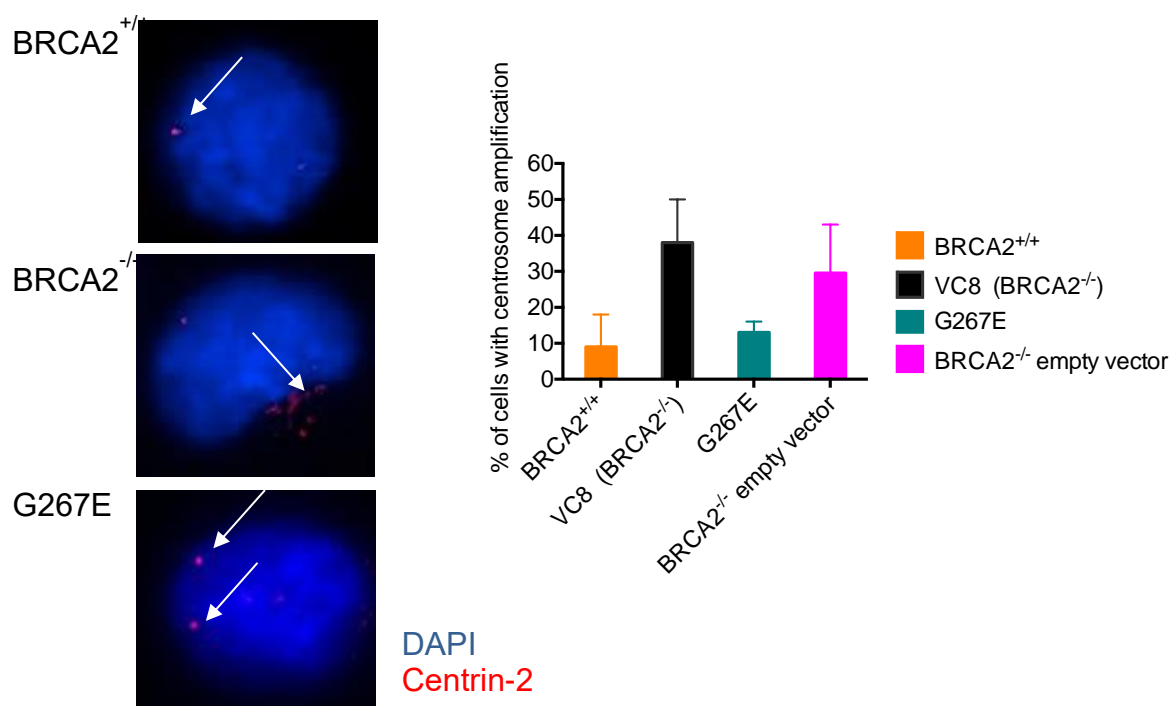 BRCA2+/+
BRCA2-/-
G267E
DAPI
Centrin-2
% of cells with centrosome amplification
60
50
40
30
20
10
0
BRCA2+/+
VC8 (BRCA2-/-)
G267E
BRCA2-/- empty vector
BRCA2+/+
VC8 (BRCA2-/-)
G267E
BRCA2-/- empty vector